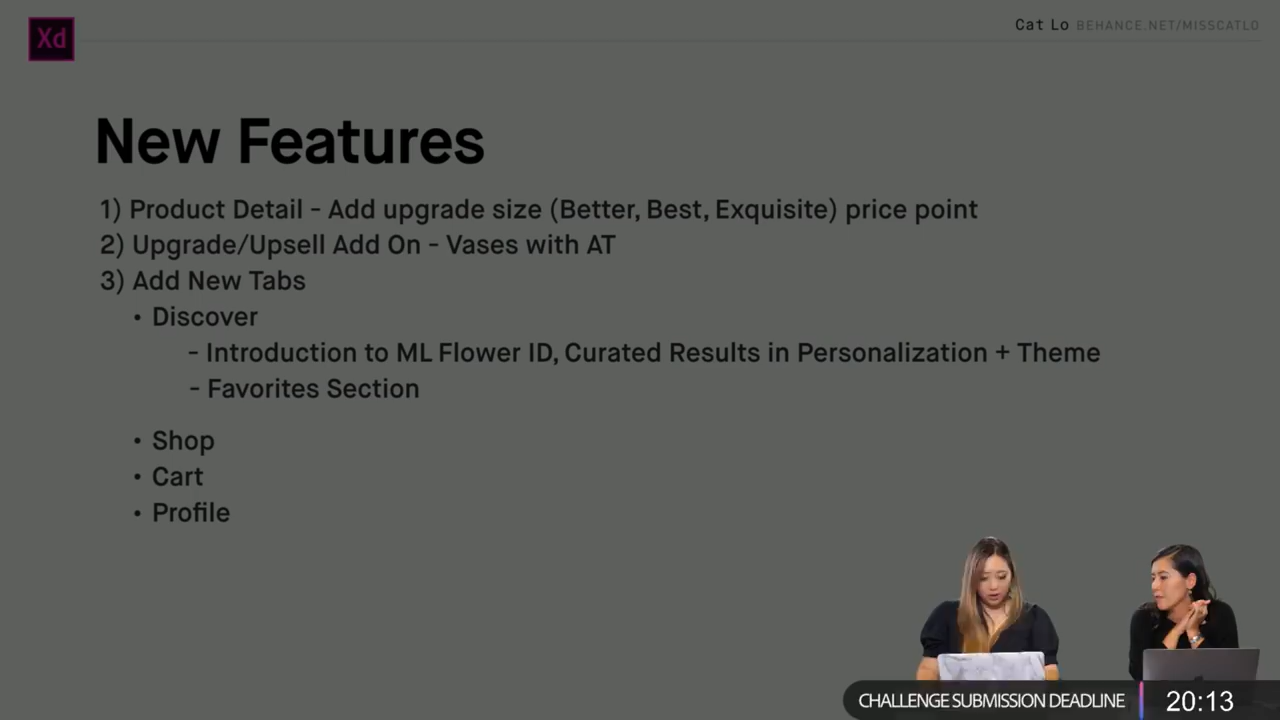 Xd
Cat Lo BEHANCE.NET/MISSCATLO
New Features
1) Product Detail - Add upgrade size (Better, Best, Exquisite) price point
2) Upgrade/Upsell Add On - Vases with AT
3) Add New Tabs
• Discover
- Introduction to ML Flower ID, Curated Results in Personalization + Theme
- Favorites Section
• Shop
• Cart
• Profile
CHALLENGE SUBMISSION DEADLINE 20:13